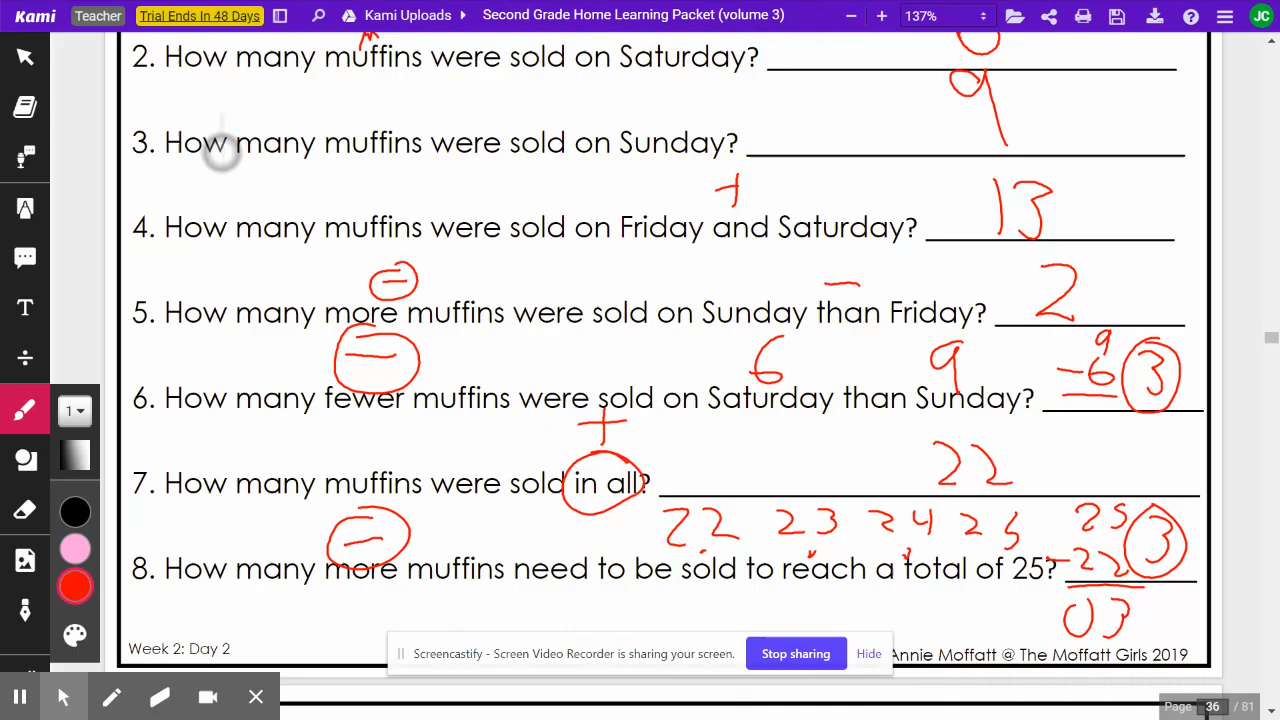 Kami Teacher Trial Ends In 48 Days Kami Uploads Second Grade Home Learning Packet (volume 3) 137% JC
2. How many muffins were sold on Saturday?
9
3. How many muffins were sold on Sunday?
+ 13
4. How many muffins were sold on Friday and Saturday?
− − 2
5. How many more muffins were sold on Sunday than Friday?
− 6 9 9 −6 3
6. How many fewer muffins were sold on Saturday than Sunday?
+ 22
7. How many muffins were sold in all?
− 22 23 24 25 25 −22 3
8. How many more muffins need to be sold to reach a total of 25?
03
Week 2: Day 2
Annie Moffatt @ The Moffatt Girls 2019
Screencastify - Screen Video Recorder is sharing your screen. Stop sharing Hide
1
T
Page 36 / 81